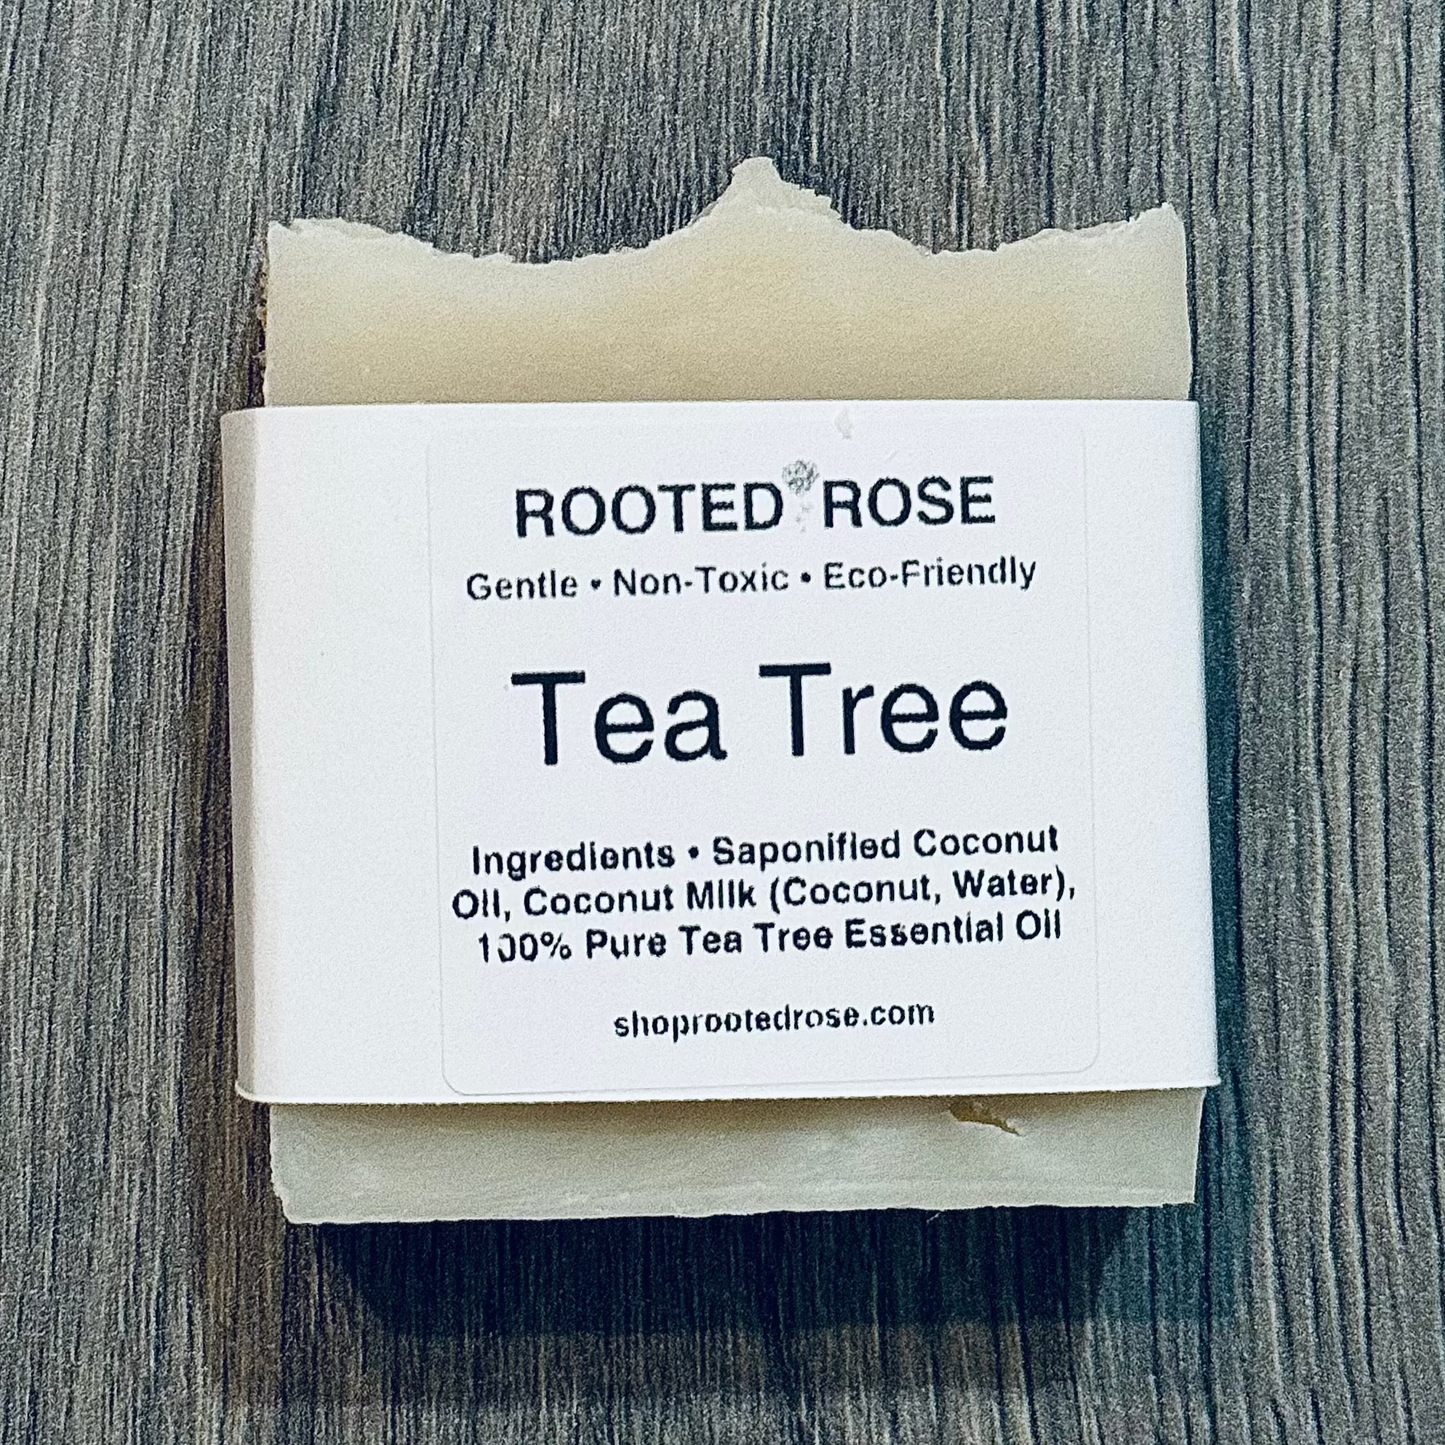 ROOTED ROSE
Gentle • Non-Toxic • Eco-Friendly
Tea Tree
Ingredients • Saponified Coconut
Oil, Coconut Milk (Coconut, Water),
100% Pure Tea Tree Essential Oil
shoprootedrose.com